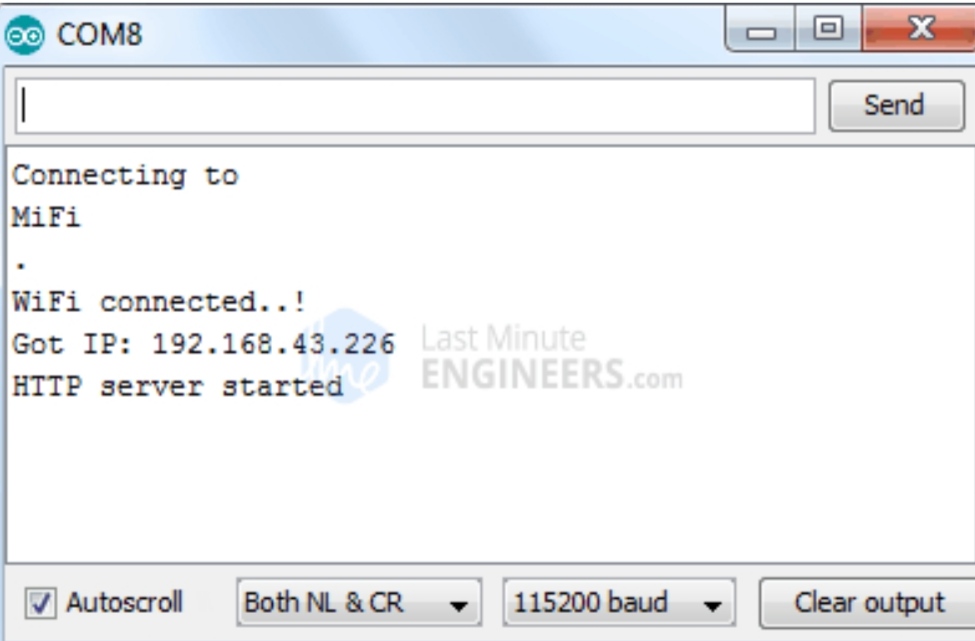 COM8
Send
Connecting to
MiFi
.
WiFi connected..!
Got IP: 192.168.43.226
HTTP server started
lme Last Minute
ENGINEERS.com
Autoscroll Both NL & CR 115200 baud Clear output